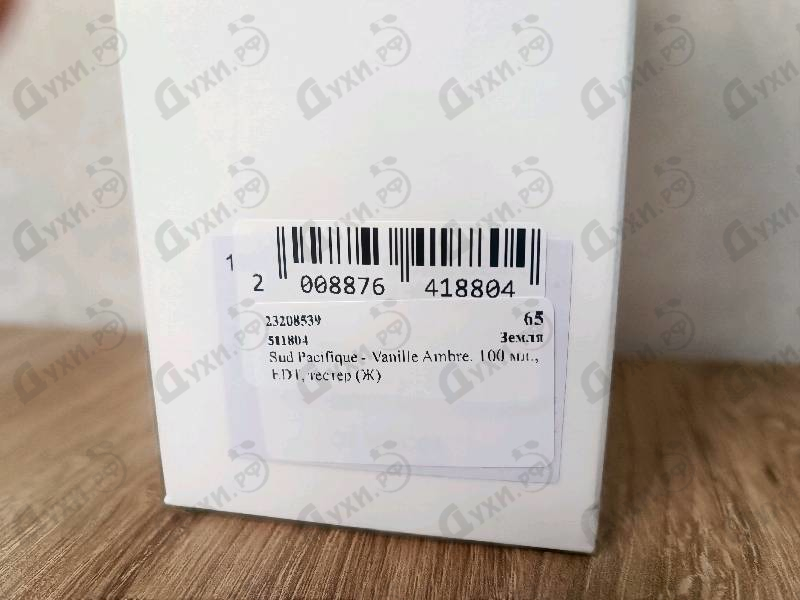 1
2 008876 418804
23208539 65
511804 Земля
Sud Pacifique - Vanille Ambre. 100 мл.,
EDT, тестер (Ж)
Духи.РФ